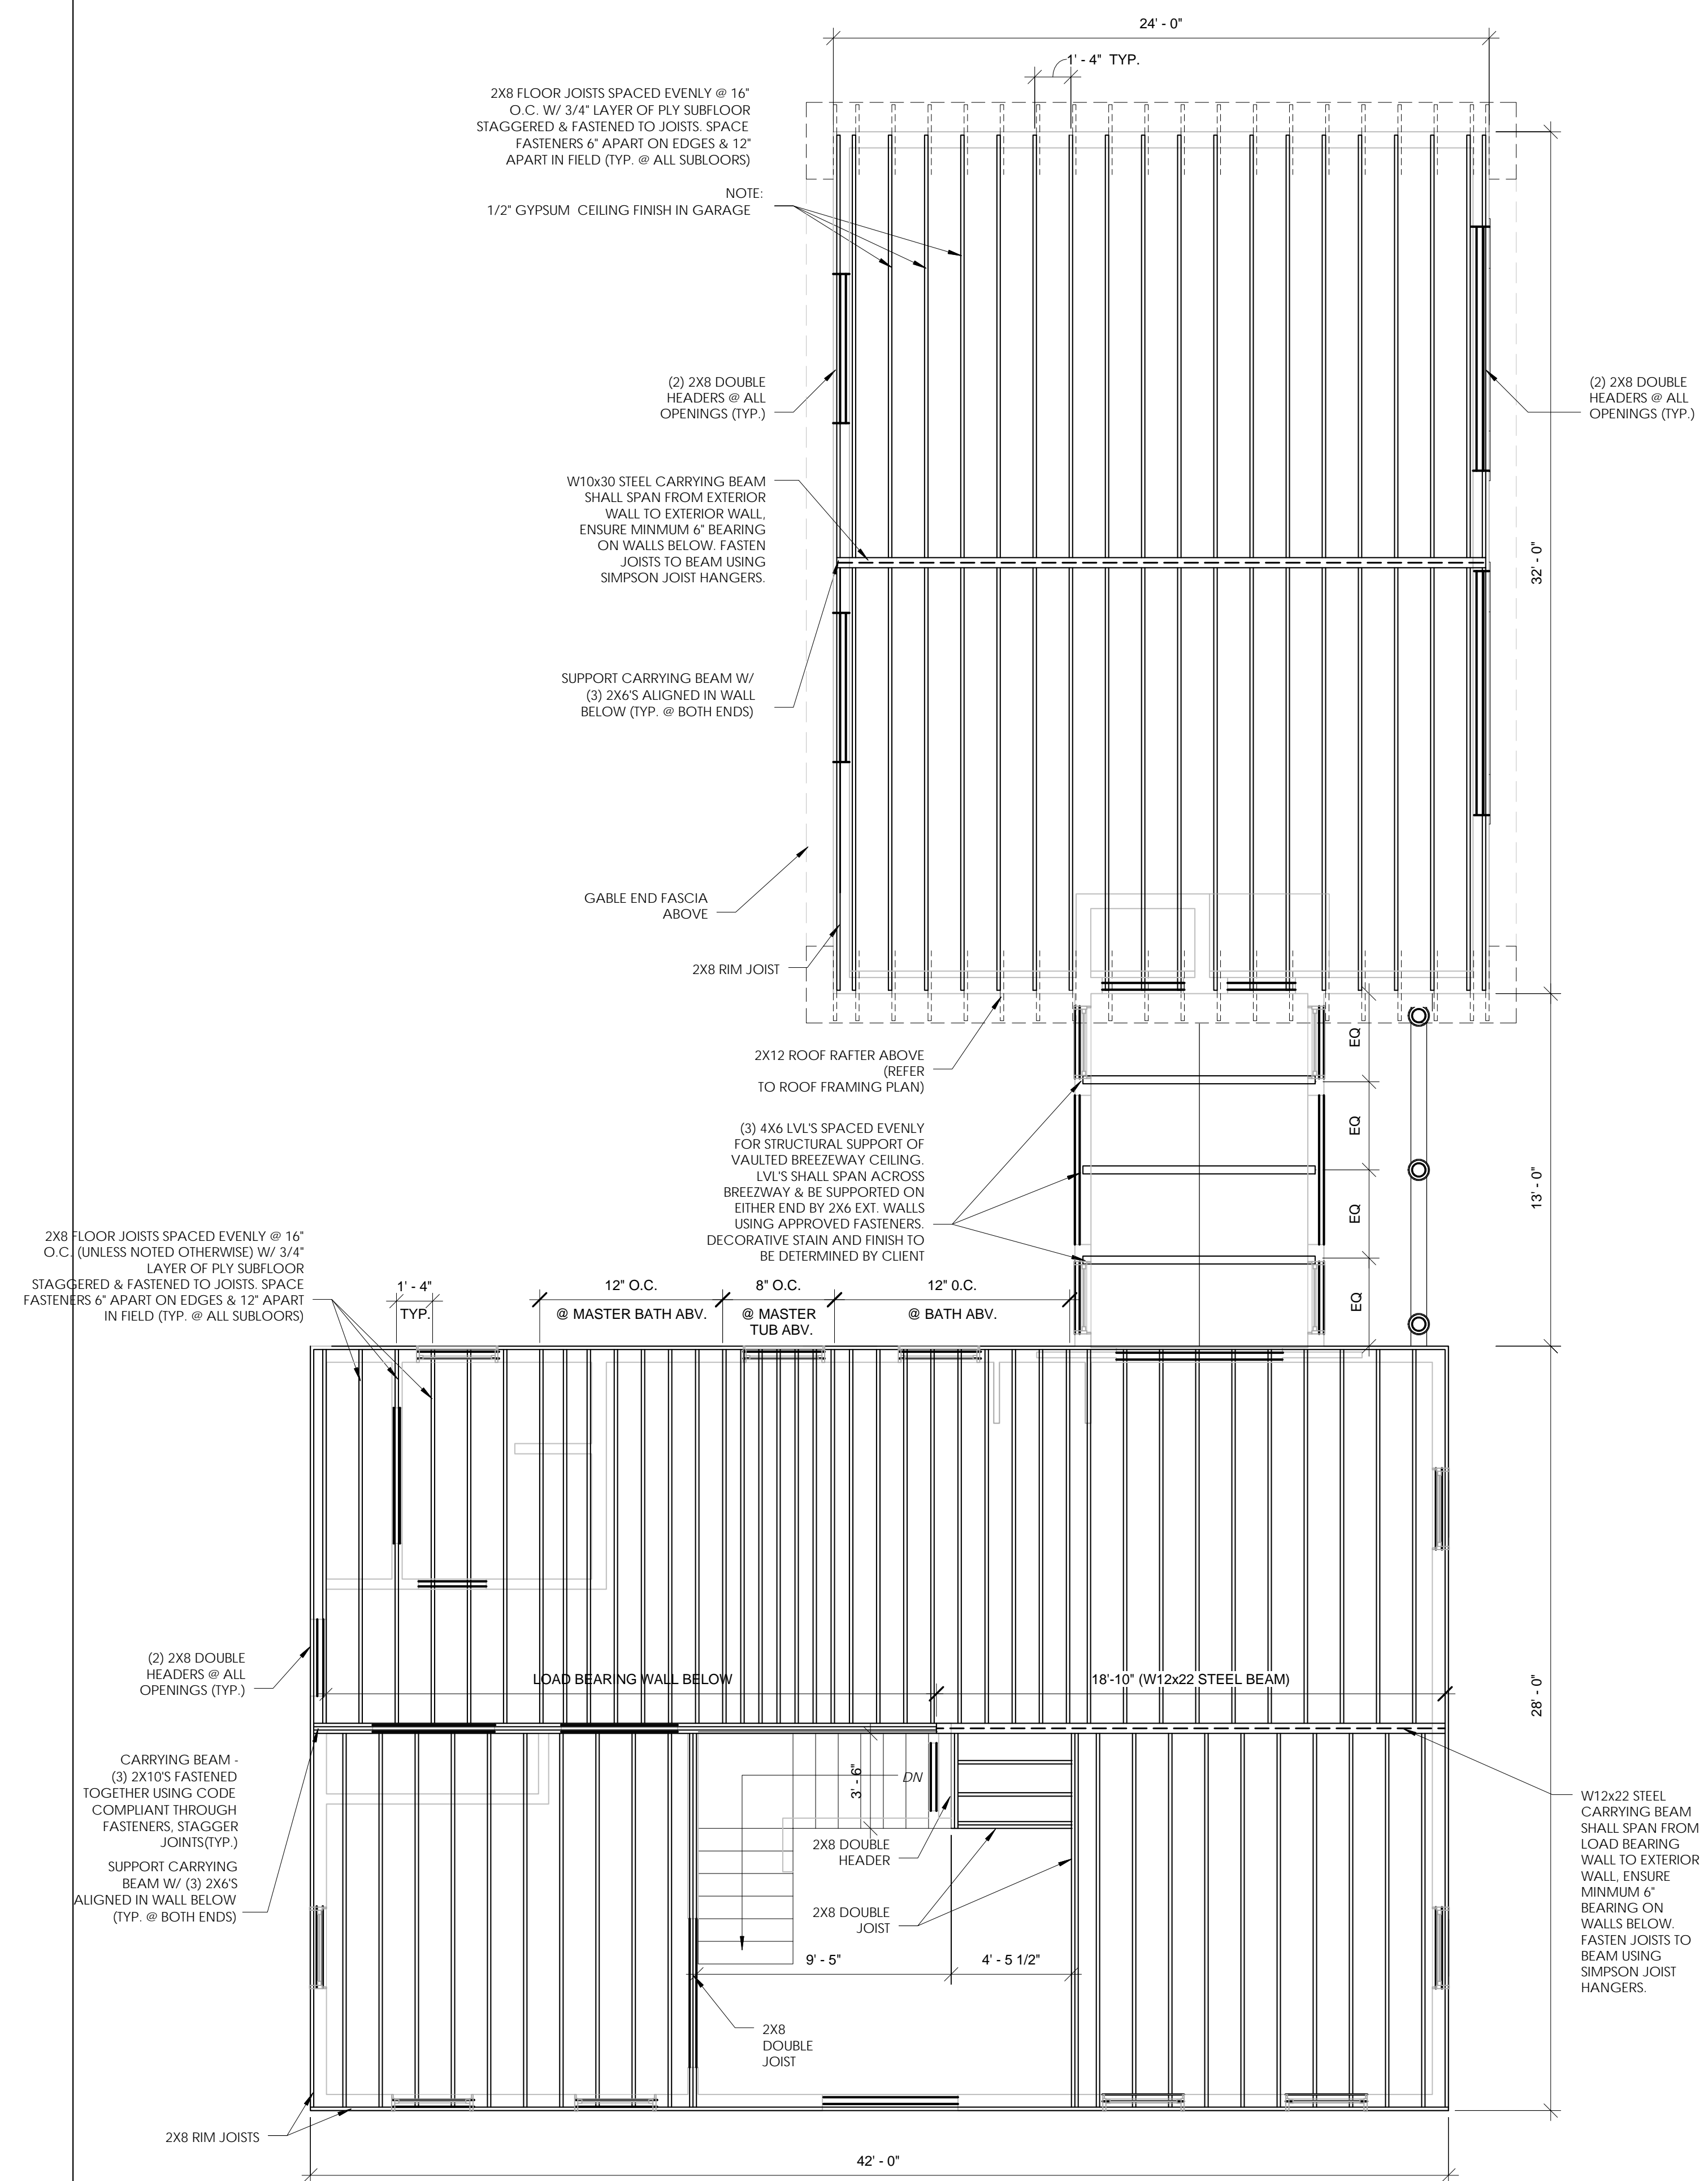 24' - 0"
1' - 4"  TYP.
2X8 FLOOR JOISTS SPACED EVENLY @ 16"
O.C. W/ 3/4" LAYER OF PLY SUBFLOOR
STAGGERED & FASTENED TO JOISTS. SPACE
FASTENERS 6" APART ON EDGES & 12"
APART IN FIELD (TYP. @ ALL SUBLOORS)
NOTE:
1/2" GYPSUM  CEILING FINISH IN GARAGE
(2) 2X8 DOUBLE
HEADERS @ ALL
OPENINGS (TYP.)
(2) 2X8 DOUBLE
HEADERS @ ALL
OPENINGS (TYP.)
W10x30 STEEL CARRYING BEAM
SHALL SPAN FROM EXTERIOR
WALL TO EXTERIOR WALL,
ENSURE MINMUM 6" BEARING
ON WALLS BELOW. FASTEN
JOISTS TO BEAM USING
SIMPSON JOIST HANGERS.
32' - 0"
SUPPORT CARRYING BEAM W/
(3) 2X6'S ALIGNED IN WALL
BELOW (TYP. @ BOTH ENDS)
GABLE END FASCIA
ABOVE
2X8 RIM JOIST
2X12 ROOF RAFTER ABOVE
(REFER
TO ROOF FRAMING PLAN)
EQ
EQ
EQ
EQ
13' - 0"
(3) 4X6 LVL'S SPACED EVENLY
FOR STRUCTURAL SUPPORT OF
VAULTED BREEZEWAY CEILING.
LVL'S SHALL SPAN ACROSS
BREEZWAY & BE SUPPORTED ON
EITHER END BY 2X6 EXT. WALLS
USING APPROVED FASTENERS.
DECORATIVE STAIN AND FINISH TO
BE DETERMINED BY CLIENT
2X8 FLOOR JOISTS SPACED EVENLY @ 16"
O.C. (UNLESS NOTED OTHERWISE) W/ 3/4"
LAYER OF PLY SUBFLOOR
STAGGERED & FASTENED TO JOISTS. SPACE
FASTENERS 6" APART ON EDGES & 12" APART
IN FIELD (TYP. @ ALL SUBLOORS)
1' - 4"
TYP.
12" O.C.
@ MASTER BATH ABV.
8" O.C.
@ MASTER
TUB ABV.
12" 0.C.
@ BATH ABV.
(2) 2X8 DOUBLE
HEADERS @ ALL
OPENINGS (TYP.)
LOAD BEARING WALL BELOW
18'-10" (W12x22 STEEL BEAM)
28' - 0"
CARRYING BEAM -
(3) 2X10'S FASTENED
TOGETHER USING CODE
COMPLIANT THROUGH
FASTENERS, STAGGER
JOINTS(TYP.)
SUPPORT CARRYING
BEAM W/ (3) 2X6'S
ALIGNED IN WALL BELOW
(TYP. @ BOTH ENDS)
3' - 6"
DN
2X8 DOUBLE
HEADER
2X8 DOUBLE
JOIST
9' - 5"
4' - 5 1/2"
2X8
DOUBLE
JOIST
W12x22 STEEL
CARRYING BEAM
SHALL SPAN FROM
LOAD BEARING
WALL TO EXTERIOR
WALL, ENSURE
MINMUM 6"
BEARING ON
WALLS BELOW.
FASTEN JOISTS TO
BEAM USING
SIMPSON JOIST
HANGERS.
2X8 RIM JOISTS
42' - 0"